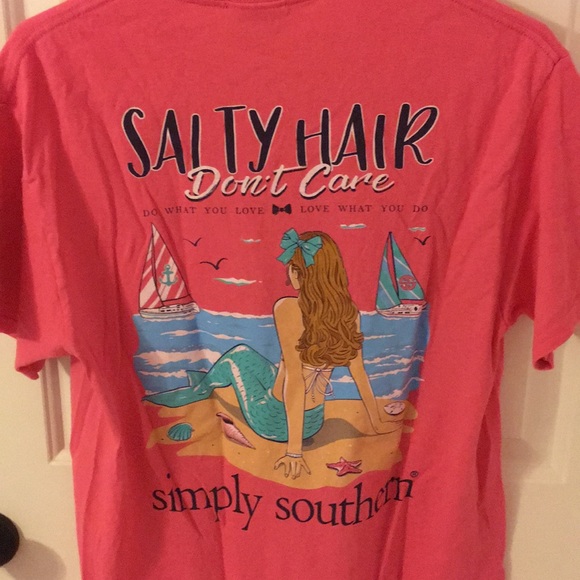 SALTY HAIR
Don't Care
DO WHAT YOU LOVE LOVE WHAT YOU DO
simply southern®